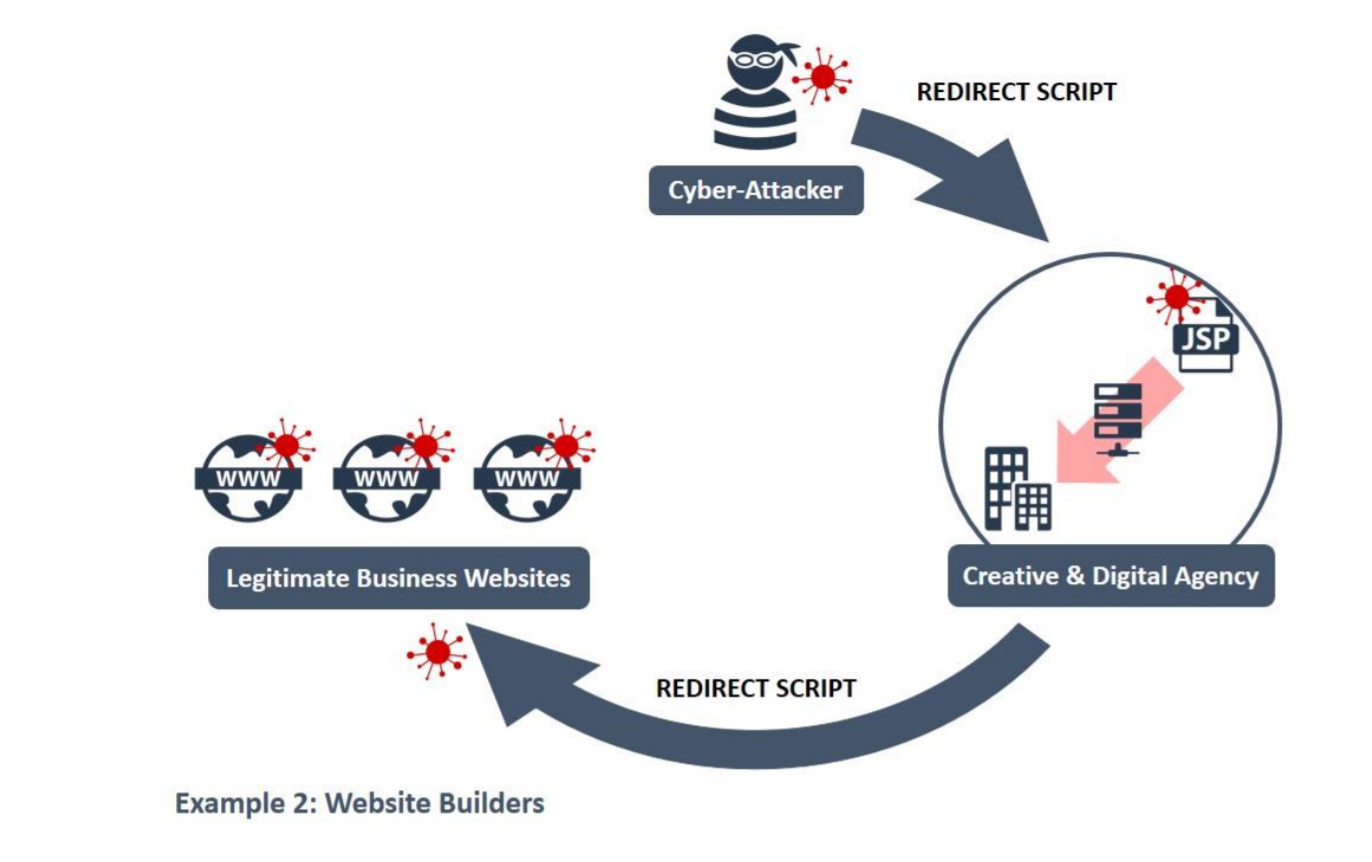 REDIRECT SCRIPT
Cyber-Attacker
JSP
WWW WWW WWW
Legitimate Business Websites
Creative & Digital Agency
REDIRECT SCRIPT
Example 2: Website Builders